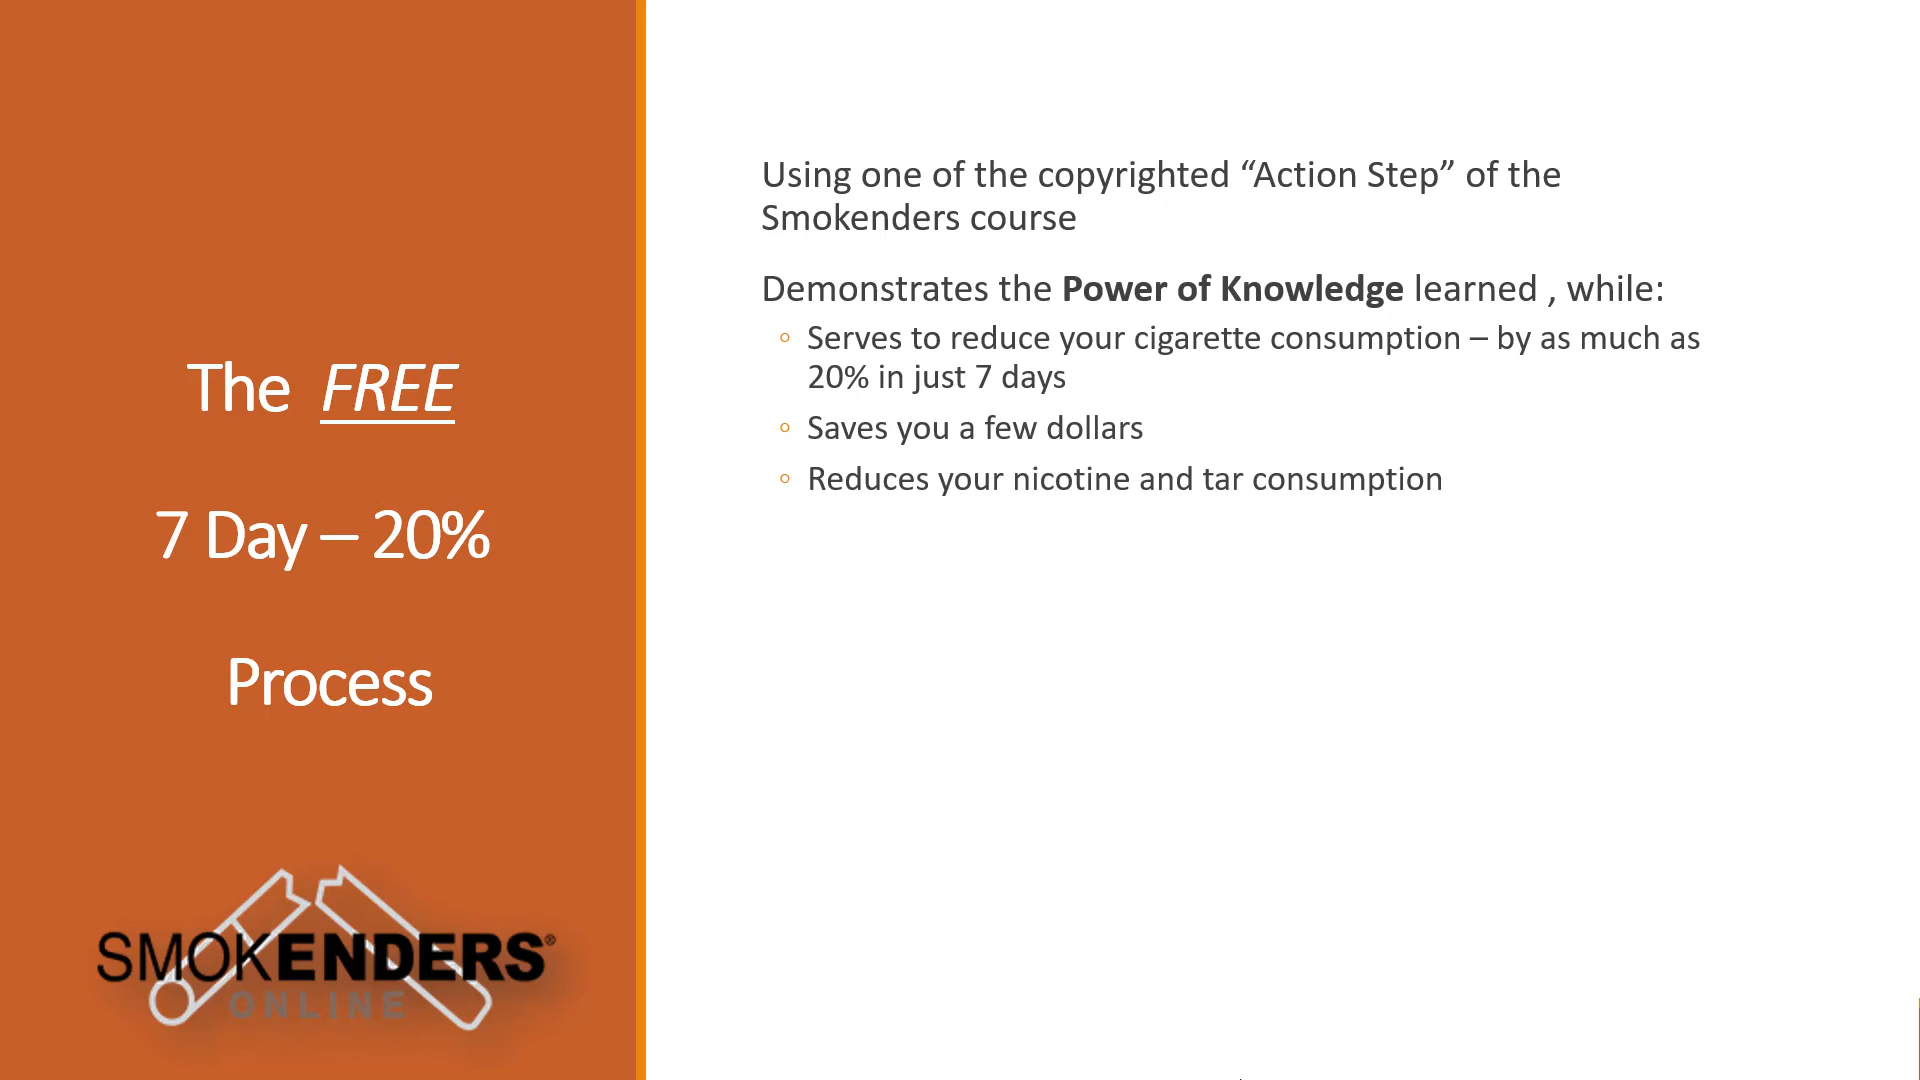 The FREE
7 Day – 20%
Process
SMOKENDERS®
ONLINE
Using one of the copyrighted “Action Step” of the
Smokenders course
Demonstrates the Power of Knowledge learned , while:
◦ Serves to reduce your cigarette consumption – by as much as
20% in just 7 days
◦ Saves you a few dollars
◦ Reduces your nicotine and tar consumption